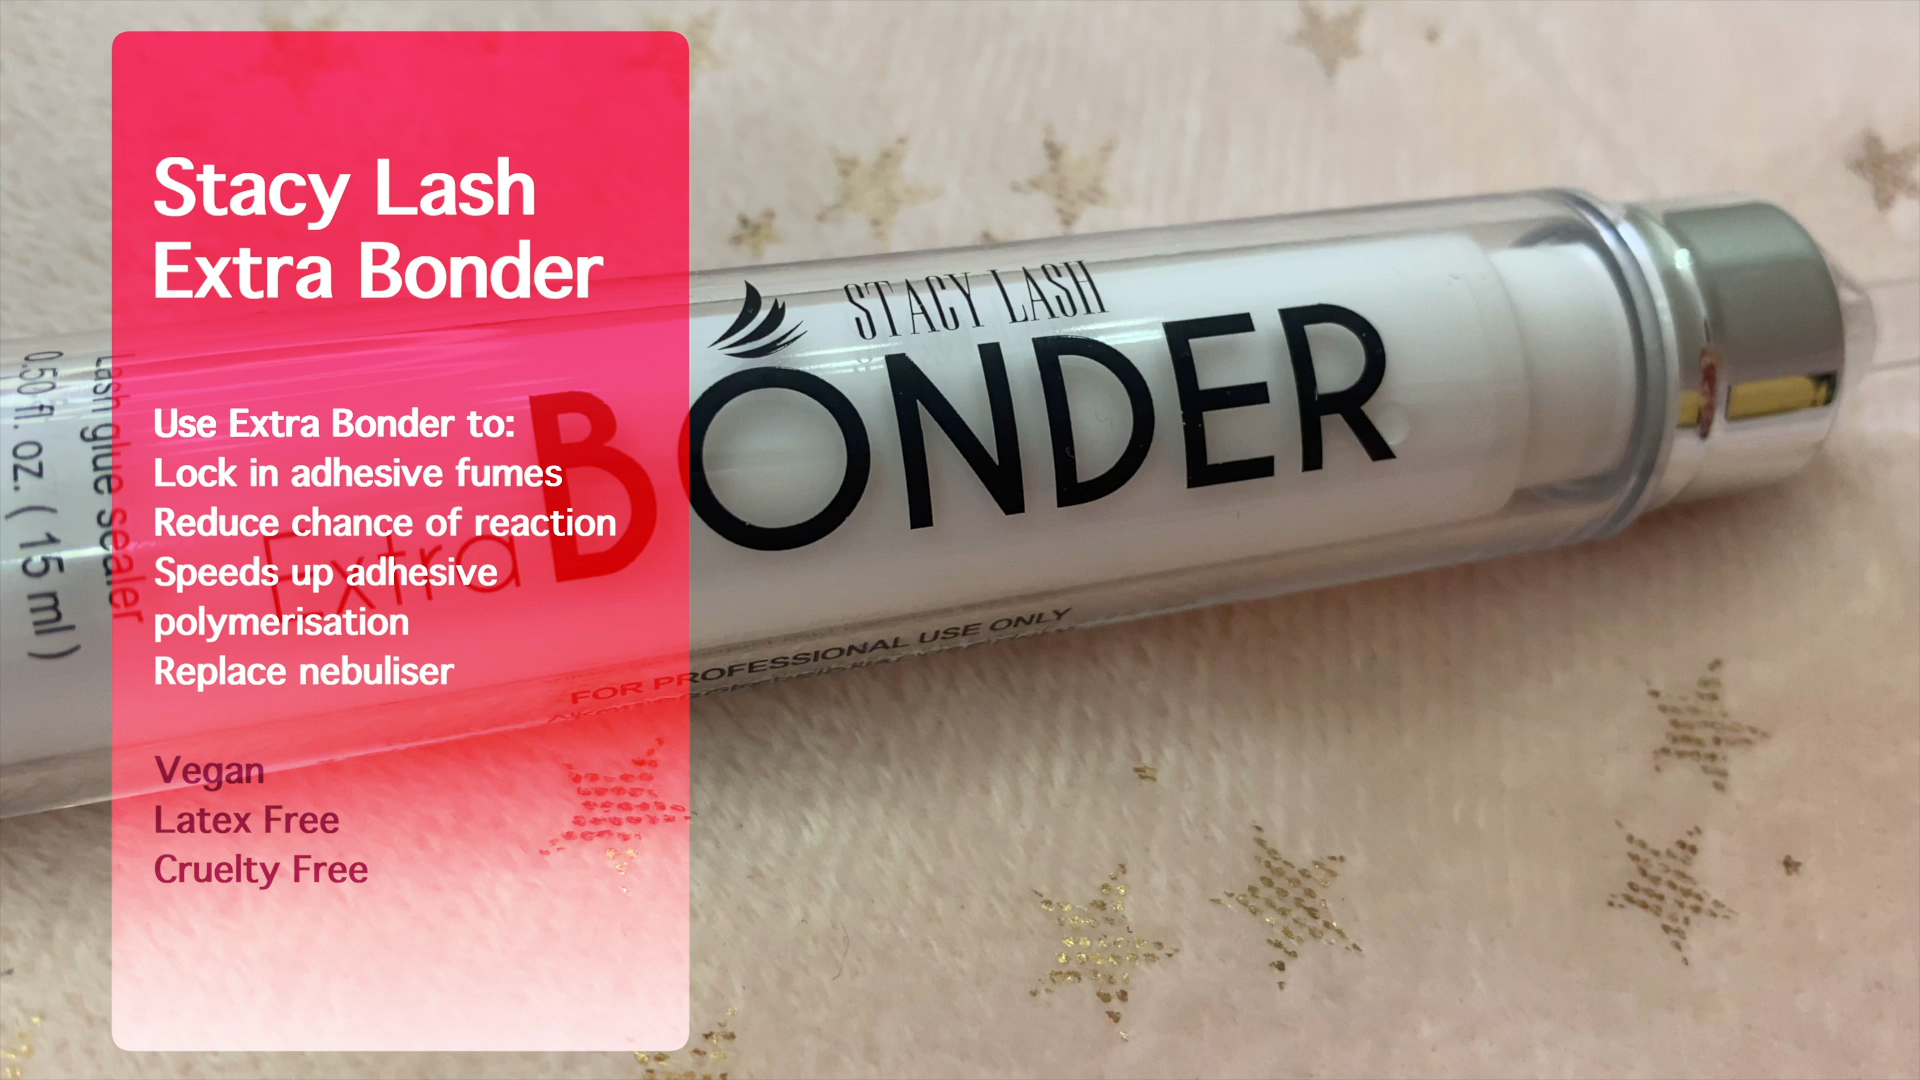 Stacy Lash
Extra Bonder
Use Extra Bonder to:
Lock in adhesive fumes
Reduce chance of reaction
Speeds up adhesive
polymerisation
Replace nebuliser
Vegan
Latex Free
Cruelty Free
STACY LASH
Extra BONDER
FOR PROFESSIONAL USE ONLY
Lash glue sealer
0.50 fl. oz. ( 15 ml )